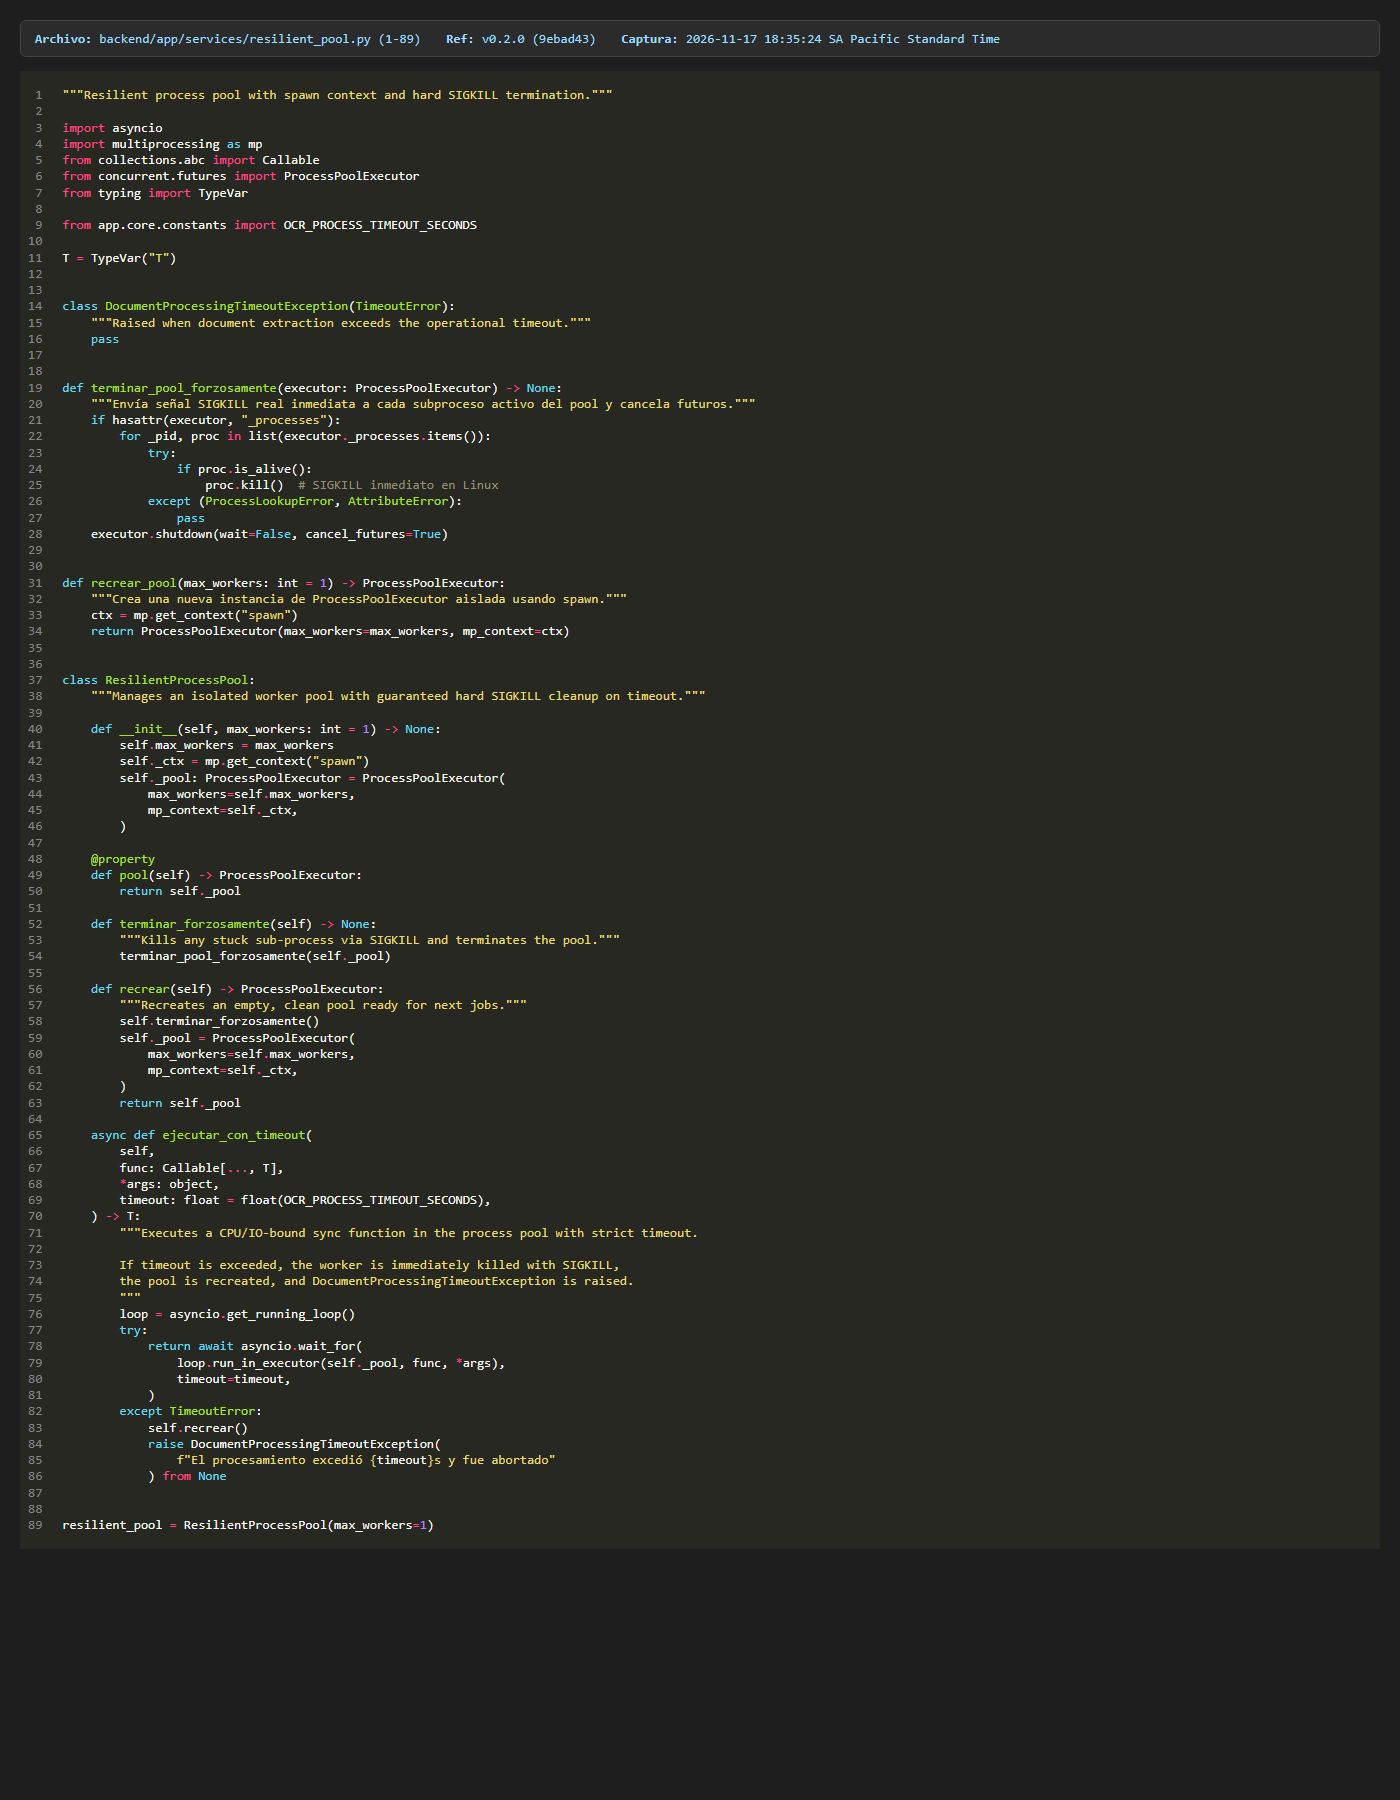 Archivo: backend/app/services/resilient_pool.py (1-89) Ref: v0.2.0 (9ebad43) Captura: 2026-11-17 18:35:24 SA Pacific Standard Time
1 """Resilient process pool with spawn context and hard SIGKILL termination."""
2
3 import asyncio
4 import multiprocessing as mp
5 from collections.abc import Callable
6 from concurrent.futures import ProcessPoolExecutor
7 from typing import TypeVar
8
9 from app.core.constants import OCR_PROCESS_TIMEOUT_SECONDS
10
11 T = TypeVar("T")
12
13
14 class DocumentProcessingTimeoutException(TimeoutError):
15     """Raised when document extraction exceeds the operational timeout."""
16     pass
17
18
19 def terminar_pool_forzosamente(executor: ProcessPoolExecutor) -> None:
20     """Envía señal SIGKILL real inmediata a cada subproceso activo del pool y cancela futuros."""
21     if hasattr(executor, "_processes"):
22         for _pid, proc in list(executor._processes.items()):
23             try:
24                 if proc.is_alive():
25                     proc.kill()  # SIGKILL inmediato en Linux
26             except (ProcessLookupError, AttributeError):
27                 pass
28     executor.shutdown(wait=False, cancel_futures=True)
29
30
31 def recrear_pool(max_workers: int = 1) -> ProcessPoolExecutor:
32     """Crea una nueva instancia de ProcessPoolExecutor aislada usando spawn."""
33     ctx = mp.get_context("spawn")
34     return ProcessPoolExecutor(max_workers=max_workers, mp_context=ctx)
35
36
37 class ResilientProcessPool:
38     """Manages an isolated worker pool with guaranteed hard SIGKILL cleanup on timeout."""
39
40     def __init__(self, max_workers: int = 1) -> None:
41         self.max_workers = max_workers
42         self._ctx = mp.get_context("spawn")
43         self._pool: ProcessPoolExecutor = ProcessPoolExecutor(
44             max_workers=self.max_workers,
45             mp_context=self._ctx,
46         )
47
48     @property
49     def pool(self) -> ProcessPoolExecutor:
50         return self._pool
51
52     def terminar_forzosamente(self) -> None:
53         """Kills any stuck sub-process via SIGKILL and terminates the pool."""
54         terminar_pool_forzosamente(self._pool)
55
56     def recrear(self) -> ProcessPoolExecutor:
57         """Recreates an empty, clean pool ready for next jobs."""
58         self.terminar_forzosamente()
59         self._pool = ProcessPoolExecutor(
60             max_workers=self.max_workers,
61             mp_context=self._ctx,
62         )
63         return self._pool
64
65     async def ejecutar_con_timeout(
66         self,
67         func: Callable[..., T],
68         *args: object,
69         timeout: float = float(OCR_PROCESS_TIMEOUT_SECONDS),
70     ) -> T:
71         """Executes a CPU/IO-bound sync function in the process pool with strict timeout.
72
73         If timeout is exceeded, the worker is immediately killed with SIGKILL,
74         the pool is recreated, and DocumentProcessingTimeoutException is raised.
75         """
76         loop = asyncio.get_running_loop()
77         try:
78             return await asyncio.wait_for(
79                 loop.run_in_executor(self._pool, func, *args),
80                 timeout=timeout,
81             )
82         except TimeoutError:
83             self.recrear()
84             raise DocumentProcessingTimeoutException(
85                 f"El procesamiento excedió {timeout}s y fue abortado"
86             ) from None
87
88
89 resilient_pool = ResilientProcessPool(max_workers=1)